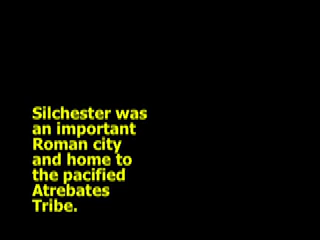 Silchester was
an important
Roman city
and home to
the pacified
Atrebates
Tribe.